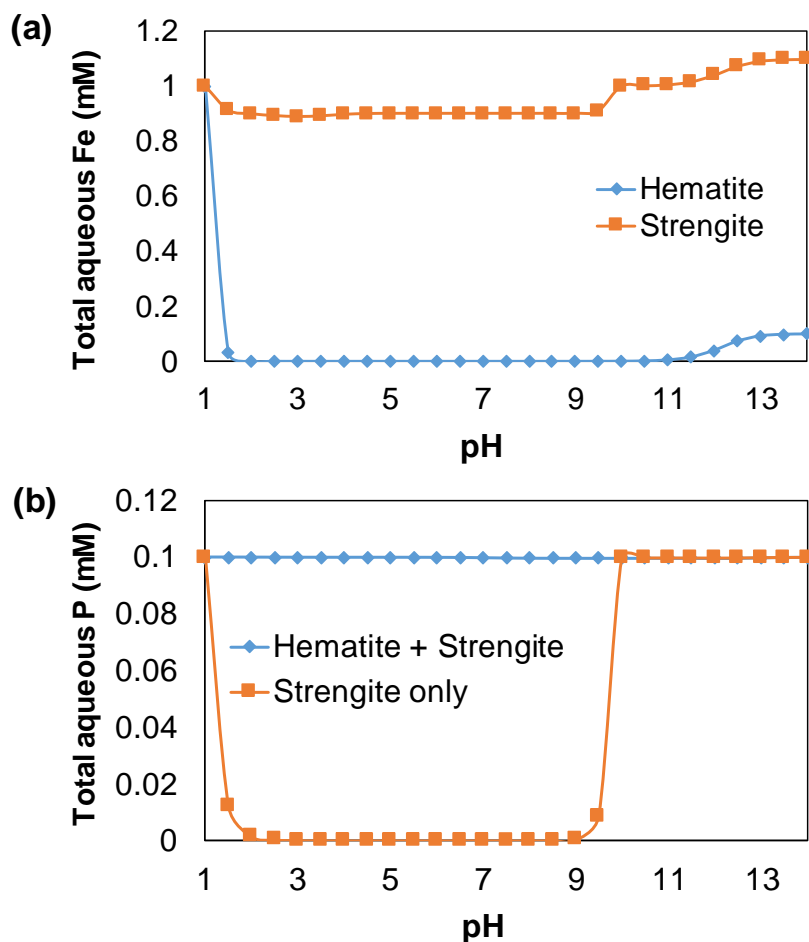 (a)
Total aqueous Fe (mM)
1.2
1
0.8
0.6
0.4
0.2
0
Hematite
Strengite
1 3 5 7 9 11 13
pH
(b)
Total aqueous P (mM)
0.12
0.1
0.08
0.06
0.04
0.02
0
Hematite + Strengite
Strengite only
1 3 5 7 9 11 13
pH